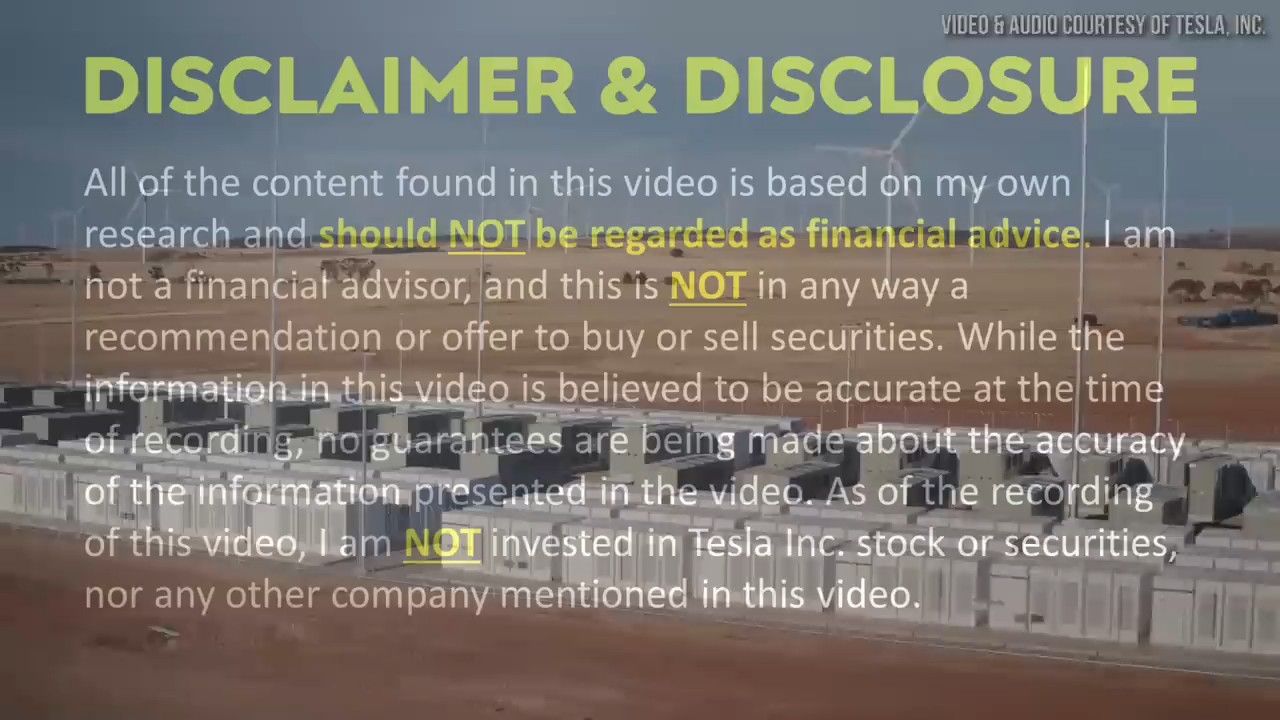 VIDEO & AUDIO COURTESY OF TESLA, INC.
DISCLAIMER & DISCLOSURE
All of the content found in this video is based on my own
research and should NOT be regarded as financial advice. I am
not a financial advisor, and this is NOT in any way a
recommendation or offer to buy or sell securities. While the
information in this video is believed to be accurate at the time
of recording, no guarantees are being made about the accuracy
of the information presented in the video. As of the recording
of this video, I am NOT invested in Tesla Inc. stock or securities,
nor any other company mentioned in this video.